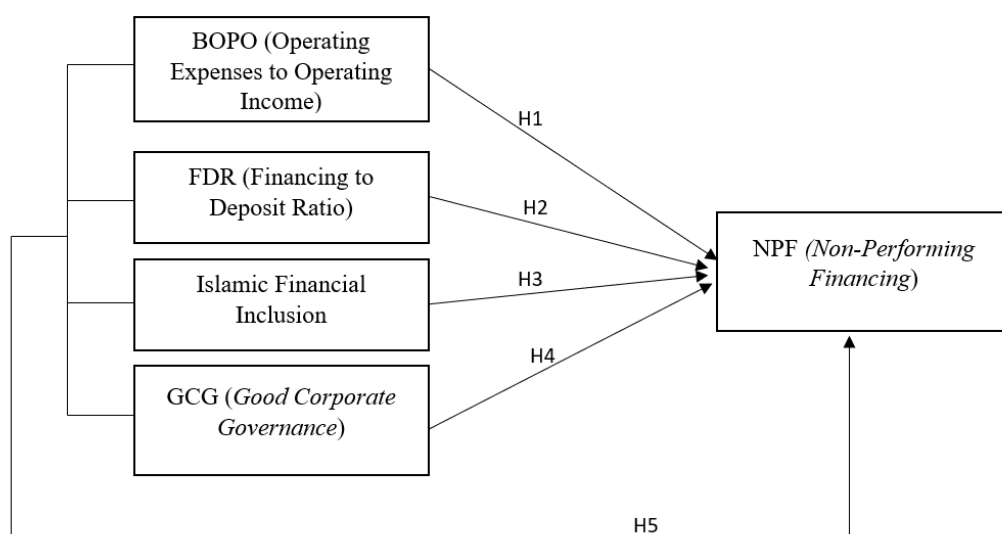 BOPO (Operating
Expenses to Operating
Income)
H1
FDR (Financing to
Deposit Ratio)
H2
NPF (Non-Performing
Financing)
Islamic Financial
Inclusion
H3
H4
GCG (Good Corporate
Governance)
H5